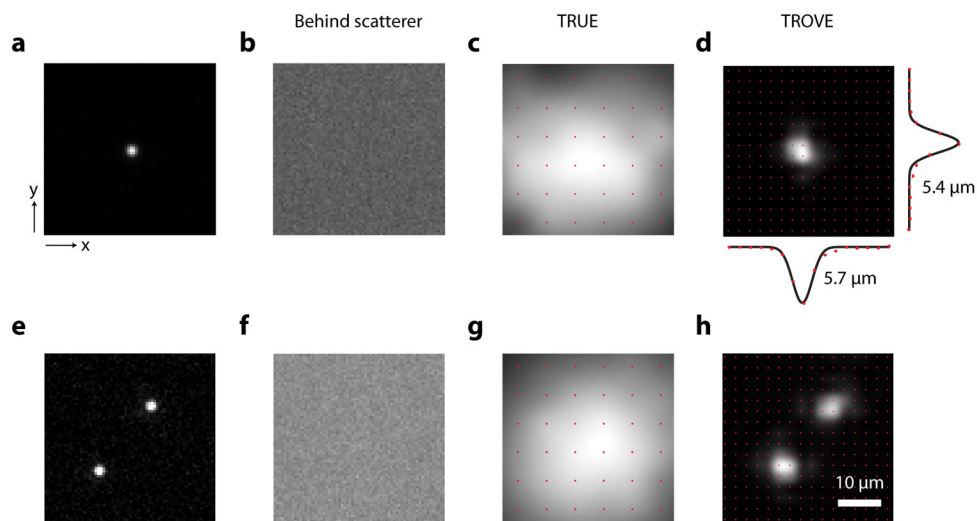 Behind scatterer
TRUE
TROVE
a
b
c
d
y
x
5.4 µm
5.7 µm
e
f
g
h
10 µm